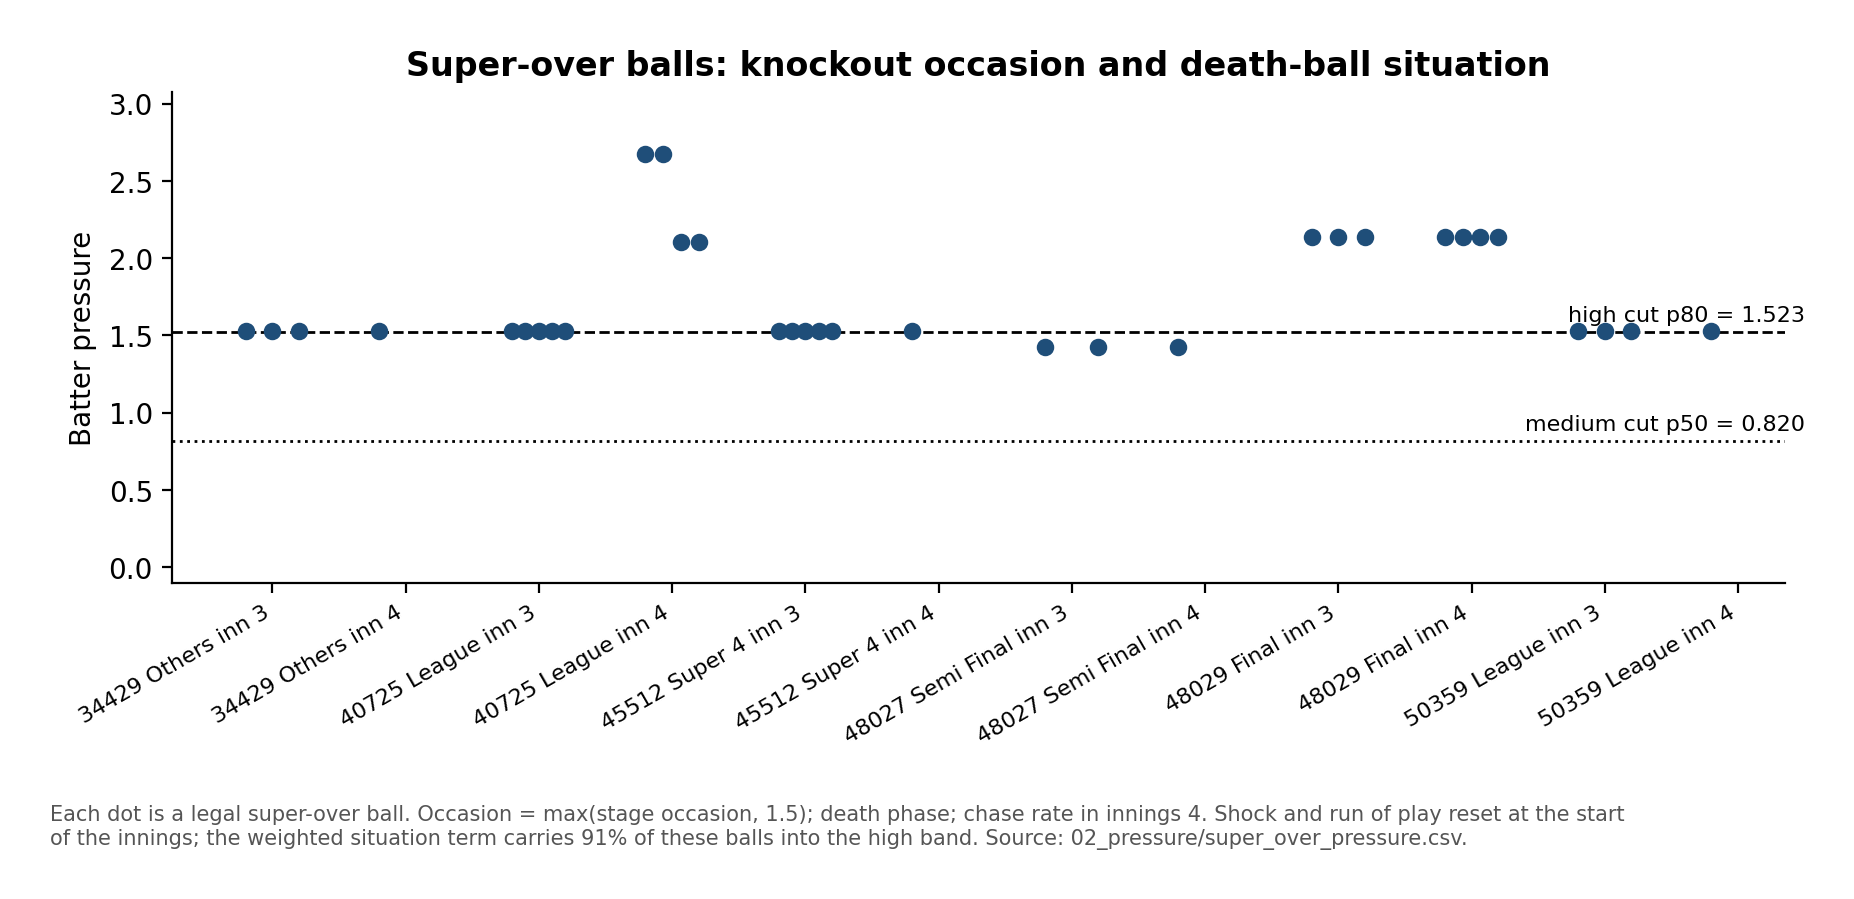 Super-over balls: knockout occasion and death-ball situation
3.0
2.5
2.0
1.5
1.0
0.5
0.0
Batter pressure
high cut p80 = 1.523
medium cut p50 = 0.820
34429 Others inn 3
34429 Others inn 4
40725 League inn 3
40725 League inn 4
45512 Super 4 inn 3
45512 Super 4 inn 4
48027 Semi Final inn 3
48027 Semi Final inn 4
48029 Final inn 3
48029 Final inn 4
50359 League inn 3
50359 League inn 4
Each dot is a legal super-over ball. Occasion = max(stage occasion, 1.5); death phase; chase rate in innings 4. Shock and run of play reset at the start
of the innings; the weighted situation term carries 91% of these balls into the high band. Source: 02_pressure/super_over_pressure.csv.